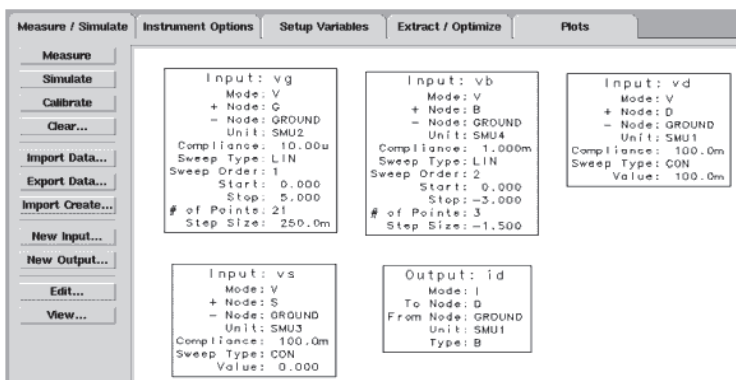 Measure / Simulate
Instrument Options
Setup Variables
Extract / Optimize
Plots
Measure
Simulate
Calibrate
Clear...
Import Data...
Export Data...
Import Create...
New Input...
New Output...
Edit...
View...
Input: vg
Mode: V
+ Node: G
- Node: GROUND
Unit: SMU2
Compliance: 10.00u
Sweep Type: LIN
Sweep Order: 1
Start: 0.000
Stop: 5.000
# of Points: 21
Step Size: 250.0m
Input: vb
Mode: V
+ Node: B
- Node: GROUND
Unit: SMU4
Compliance: 1.000m
Sweep Type: LIN
Sweep Order: 2
Start: 0.000
Stop: -3.000
# of Points: 3
Step Size: -1.500
Input: vd
Mode: V
+ Node: D
- Node: GROUND
Unit: SMU1
Compliance: 100.0m
Sweep Type: CON
Value: 100.0m
Input: vs
Mode: V
+ Node: S
- Node: GROUND
Unit: SMU3
Compliance: 100.0m
Sweep Type: CON
Value: 0.000
Output: id
Mode: I
To Node: D
From Node: GROUND
Unit: SMU1
Type: B